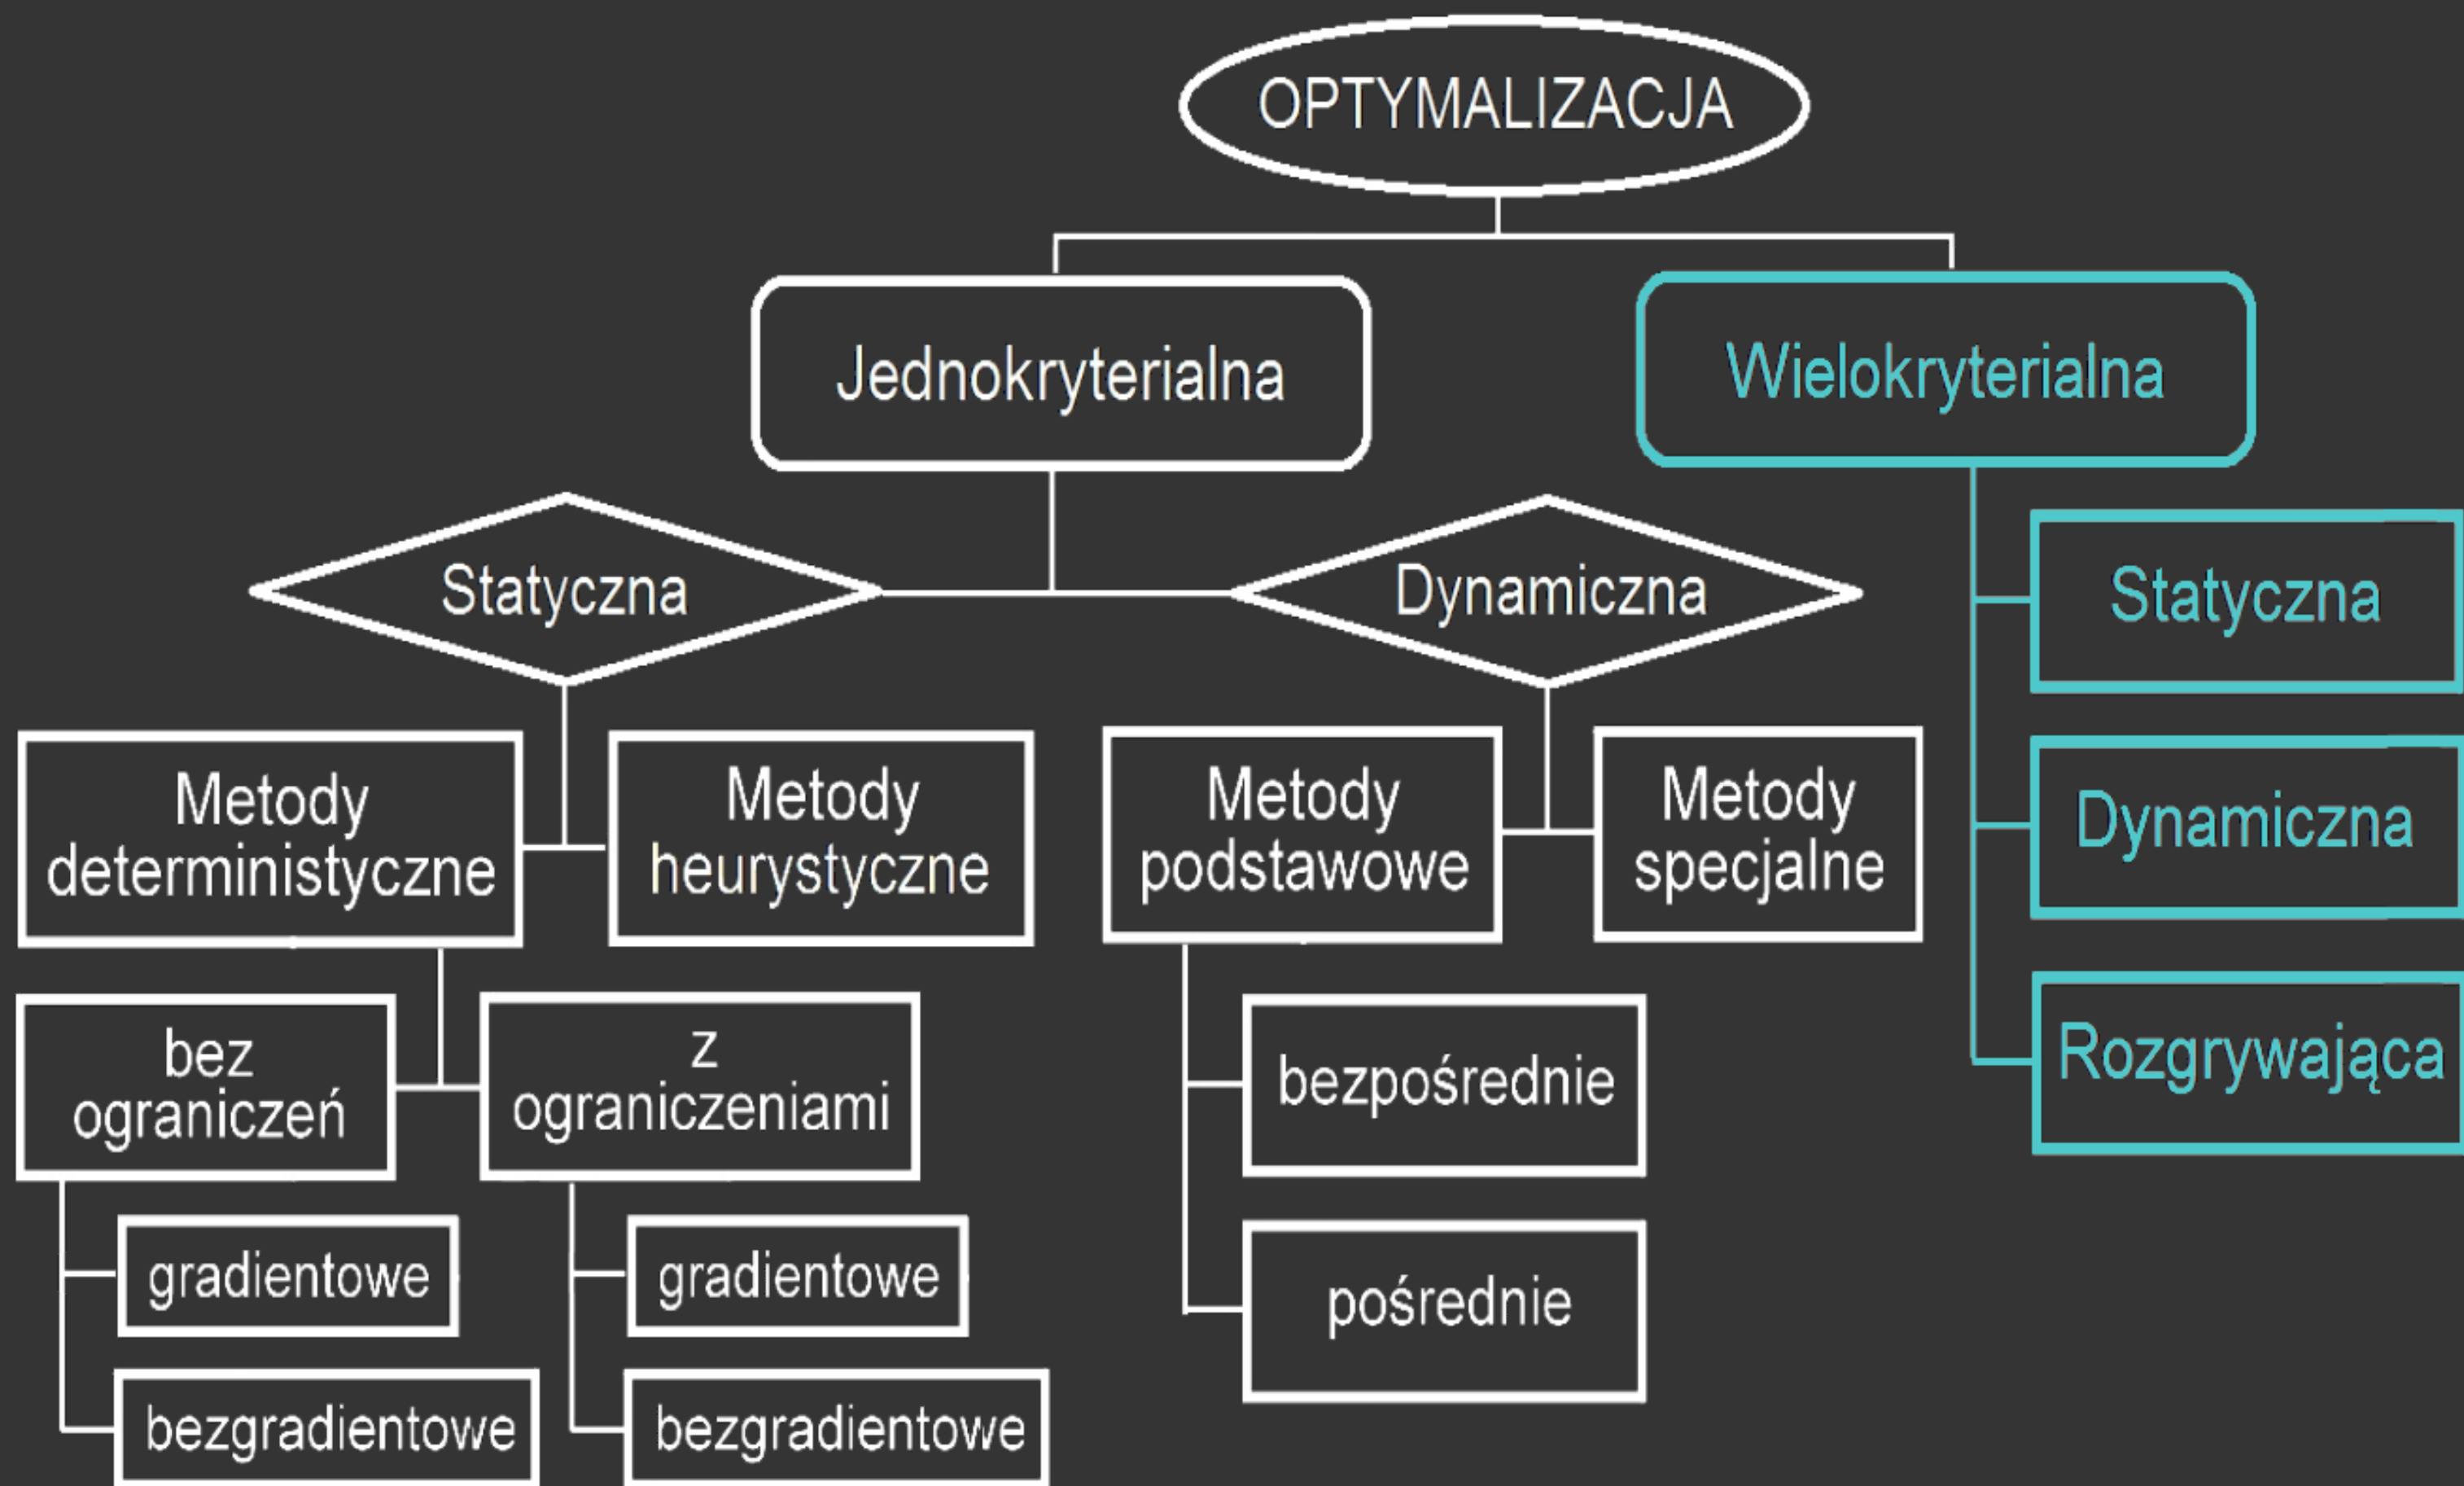 OPTYMALIZACJA
Jednokryterialna
Wielokryterialna
Statyczna
Dynamiczna
Statyczna
Metody
deterministyczne
Metody
heurystyczne
Metody
podstawowe
Metody
specjalne
Dynamiczna
bez
ograniczeń
z
ograniczeniami
bezpośrednie
Rozgrywająca
gradientowe
gradientowe
pośrednie
bezgradientowe
bezgradientowe